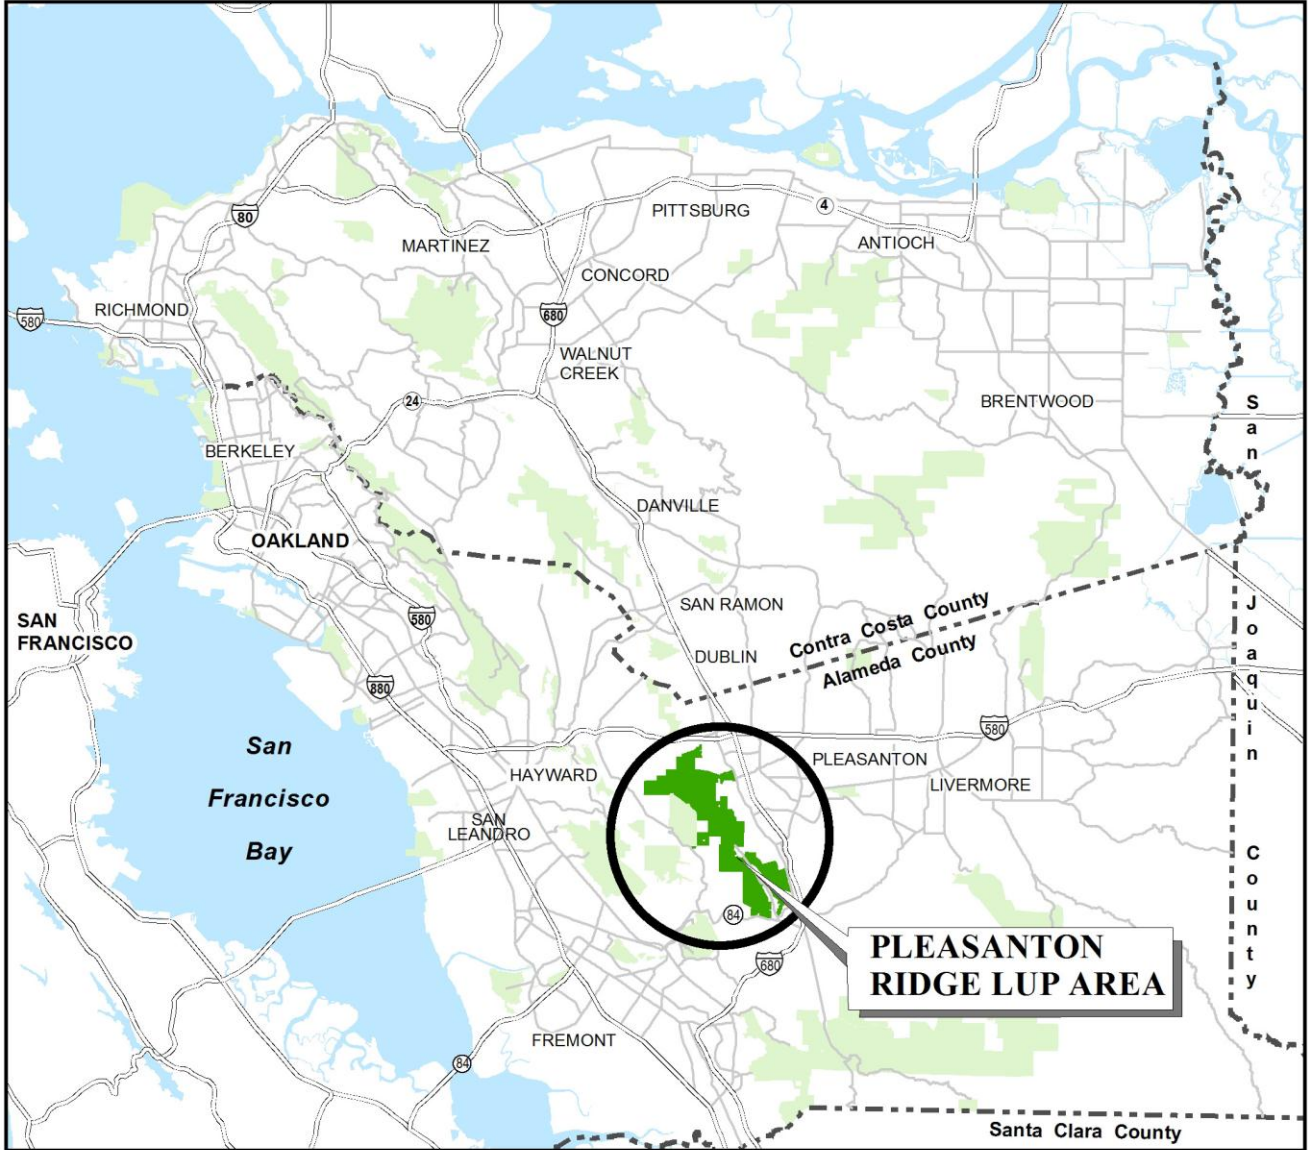 4
PITTSBURG
80
ANTIOCH
MARTINEZ
CONCORD
RICHMOND
580
680
WALNUT
CREEK
24
BRENTWOOD
BERKELEY
DANVILLE
OAKLAND
SAN RAMON
580
SAN
FRANCISCO
Contra Costa County
DUBLIN
Alameda County
880
San Joaquin County
580
San
Francisco
Bay
PLEASANTON
HAYWARD
LIVERMORE
SAN
LEANDRO
84
PLEASANTON
RIDGE LUP AREA
680
FREMONT
84
Santa Clara County